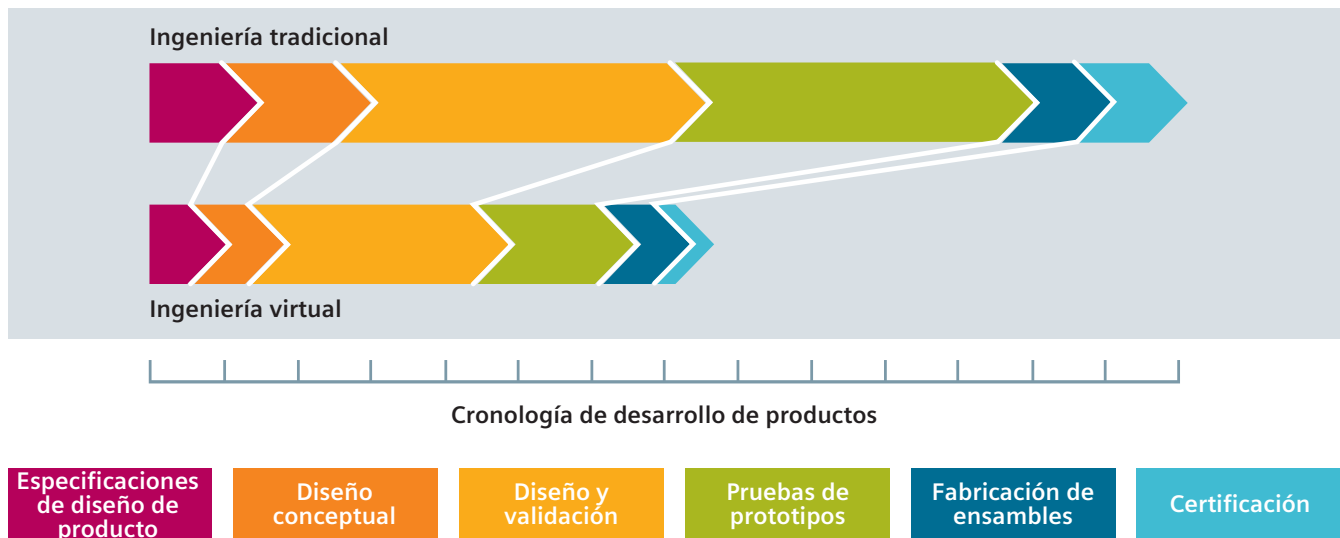 Ingeniería tradicional
Ingeniería virtual
Cronología de desarrollo de productos
Especificaciones
de diseño de
producto
Diseño
conceptual
Diseño y
validación
Pruebas de
prototipos
Fabricación de
ensambles
Certificación